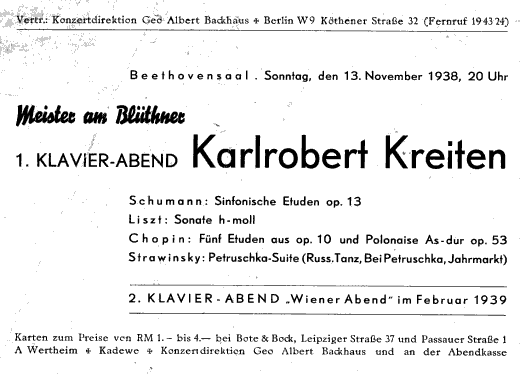 Vertr.: Konzertdirektion Geo Albert Backhaus + Berlin W9 Köthener Straße 32 (Fernruf 194324)
Beethovensaal. Sonntag, den 13. November 1938, 20 Uhr
Meister am Blüthner
1. KLAVIER-ABEND Karlrobert Kreiten
Schumann: Sinfonische Etuden op. 13
Liszt: Sonate h-moll
Chopin: Fünf Etuden aus op. 10 und Polonaise As-dur op. 53
Strawinsky: Petruschka-Suite (Russ. Tanz, Bei Petruschka, Jahrmarkt)
2. KLAVIER-ABEND „Wiener Abend" im Februar 1939
Karten zum Preise von RM 1.– bis 4.— bei Bote & Bock, Leipziger Straße 37 und Passauer Straße 1
A Wertheim + Kadewe + Konzertdirektion Geo Albert Backhaus und an der Abendkasse